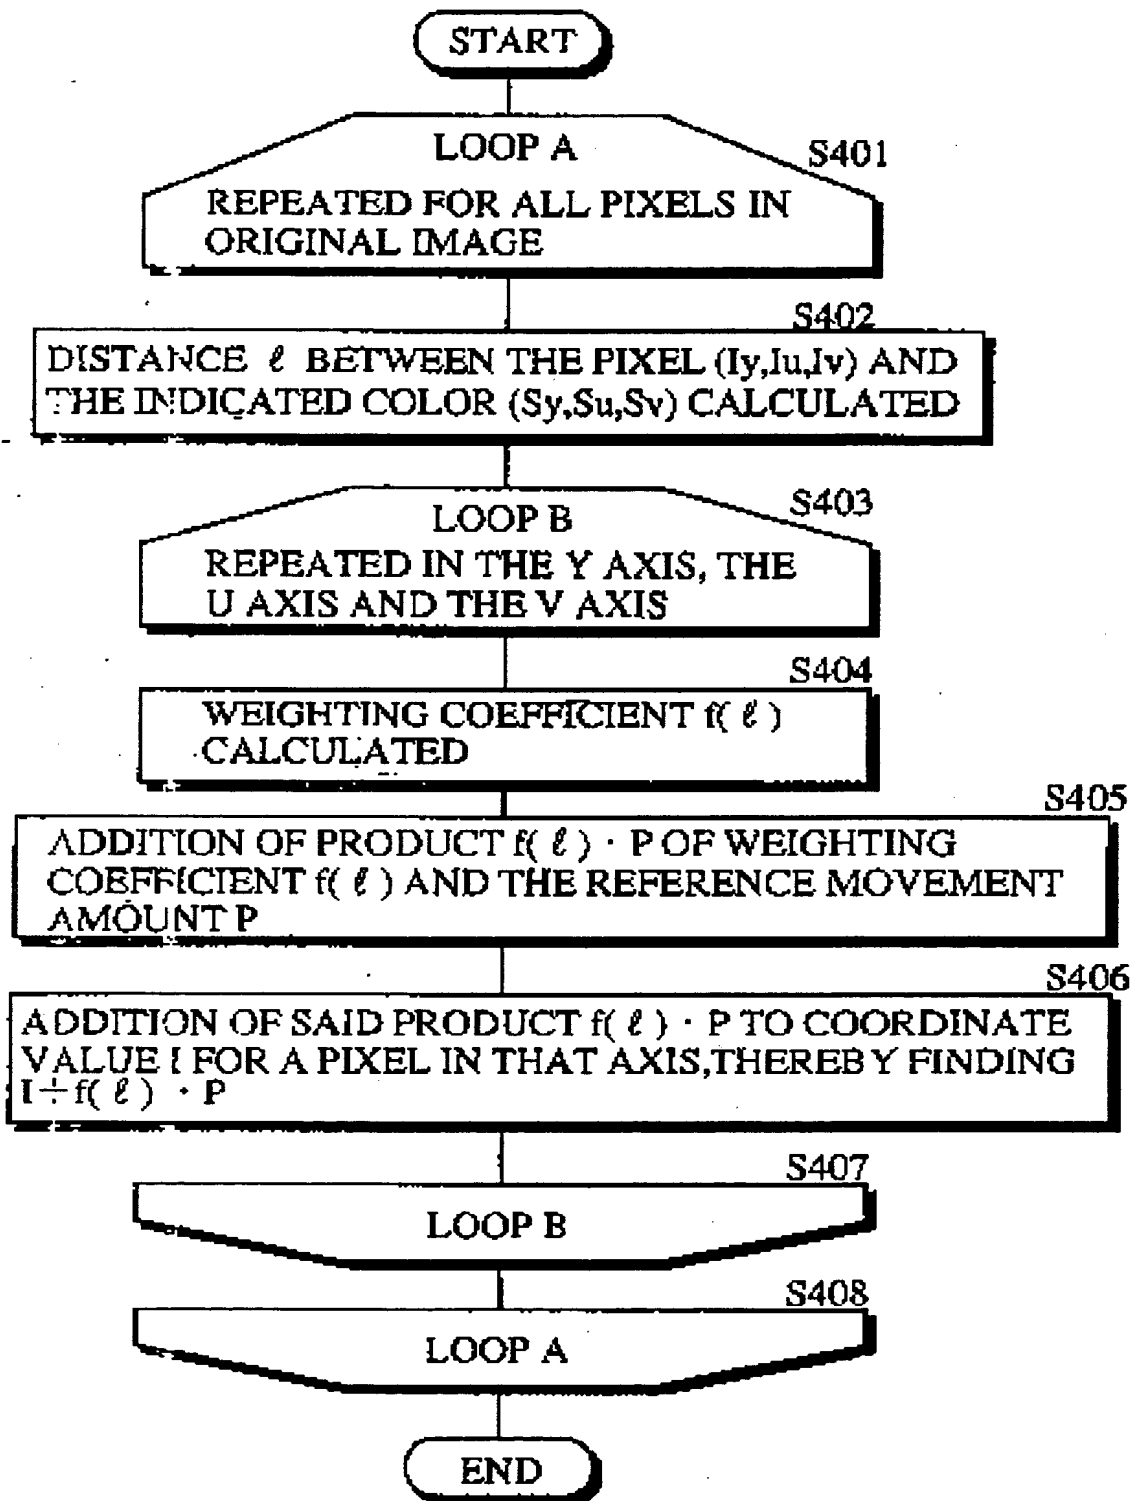 START
LOOP A
S401
REPEATED FOR ALL PIXELS IN
ORIGINAL IMAGE
S402
DISTANCE ℓ BETWEEN THE PIXEL (Iy,Iu,Iv) AND
THE INDICATED COLOR (Sy,Su,Sv) CALCULATED
S403
LOOP B
REPEATED IN THE Y AXIS, THE
U AXIS AND THE V AXIS
S404
WEIGHTING COEFFICIENT f( ℓ )
CALCULATED
S405
ADDITION OF PRODUCT f( ℓ ) · P OF WEIGHTING
COEFFICIENT f( ℓ ) AND THE REFERENCE MOVEMENT
AMOUNT P
S406
ADDITION OF SAID PRODUCT f( ℓ ) · P TO COORDINATE
VALUE I FOR A PIXEL IN THAT AXIS,THEREBY FINDING
I+f( ℓ ) · P
S407
LOOP B
S408
LOOP A
END